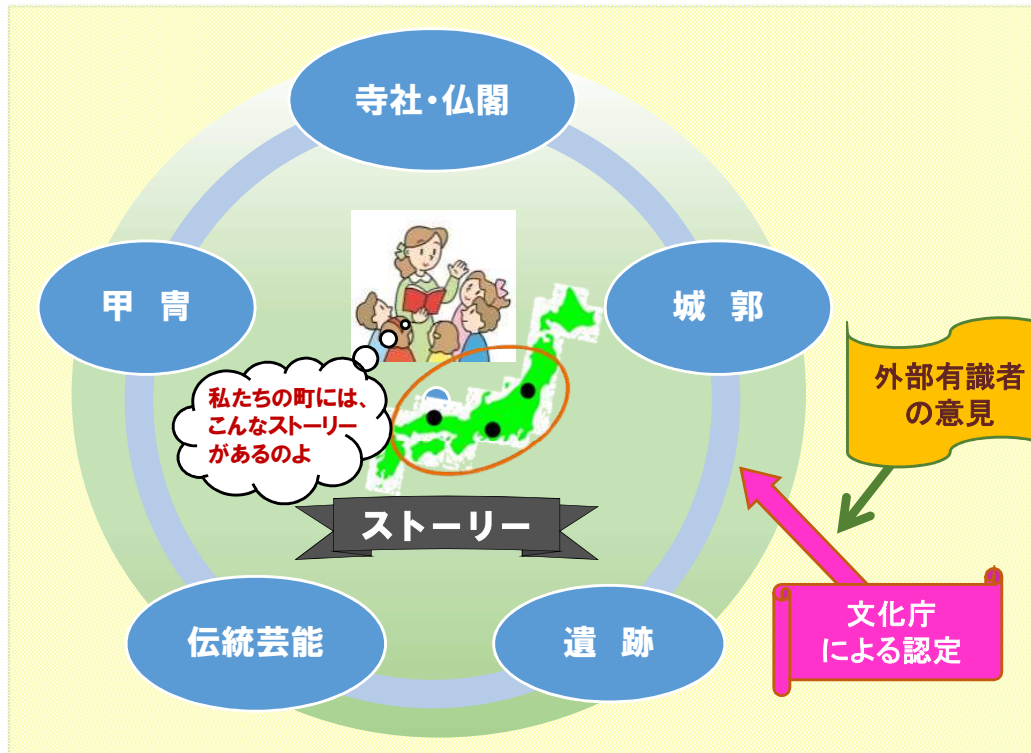 寺社・仏閣
甲　冑
城　郭
私たちの町には、
こんなストーリー
があるのよ
外部有識者
の意見
ストーリー
伝統芸能
遺　跡
文化庁
による認定